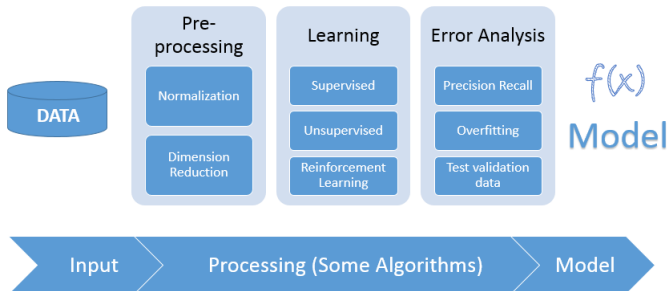 Pre-
processing
Learning
Error Analysis
DATA
Normalization
Dimension
Reduction
Supervised
Unsupervised
Reinforcement
Learning
Precision Recall
Overfitting
Test validation
data
f(x)
Model
Input
Processing (Some Algorithms)
Model